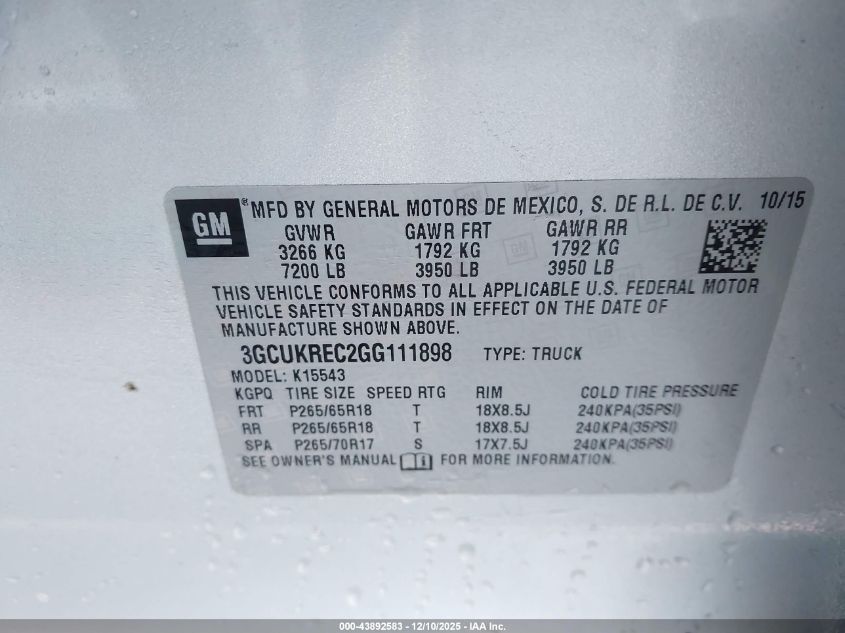 GM ® MFD BY GENERAL MOTORS DE MEXICO, S. DE R.L. DE C.V. 10/15
GVWR GAWR FRT GAWR RR
3266 KG 1792 KG 1792 KG
7200 LB 3950 LB 3950 LB
THIS VEHICLE CONFORMS TO ALL APPLICABLE U.S. FEDERAL MOTOR
VEHICLE SAFETY STANDARDS IN EFFECT ON THE DATE OF
MANUFACTURE SHOWN ABOVE.
3GCUKREC2GG111898 TYPE: TRUCK
MODEL: K15543
KGPQ TIRE SIZE SPEED RTG RIM COLD TIRE PRESSURE
FRT P265/65R18 T 18X8.5J 240KPA(35PSI)
RR P265/65R18 T 18X8.5J 240KPA(35PSI)
SPA P265/70R17 S 17X7.5J 240KPA(35PSI)
SEE OWNER'S MANUAL i FOR MORE INFORMATION.
000-43892583 - 12/10/2025 - IAA Inc.